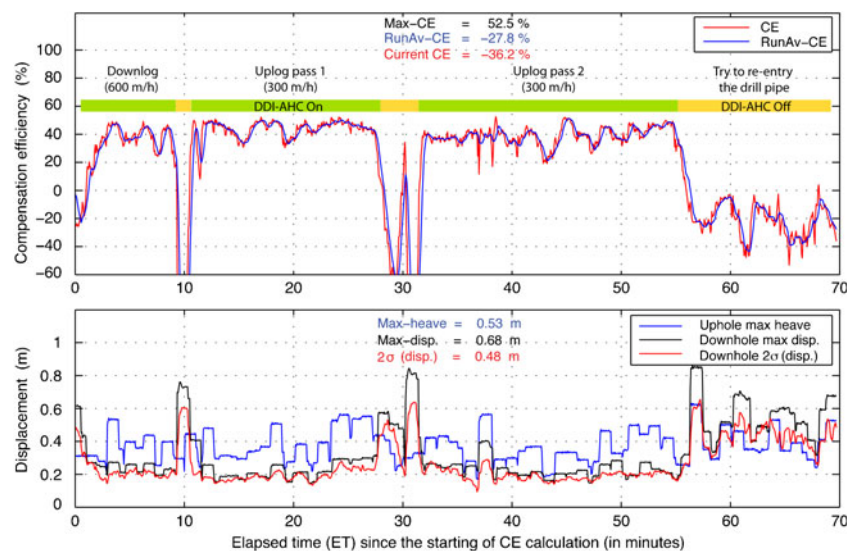 Max-CE = 52.5 %
RunAv-CE = -27.8 %
Current CE = -36.2 %
CE
RunAv-CE
Compensation efficiency (%)
100
80
60
40
20
0
-20
-40
-60
Downlog
(600 m/h)
Uplog pass 1
(300 m/h)
Uplog pass 2
(300 m/h)
Try to re-entry
the drill pipe
DDI-AHC On
DDI-AHC Off
0 10 20 30 40 50 60 70
Max-heave = 0.53 m
Max-disp. = 0.68 m
2σ (disp.) = 0.48 m
Uphole max heave
Downhole max disp.
Downhole 2σ (disp.)
Displacement (m)
1
0.8
0.6
0.4
0.2
0
0 10 20 30 40 50 60 70
Elapsed time (ET) since the starting of CE calculation (in minutes)